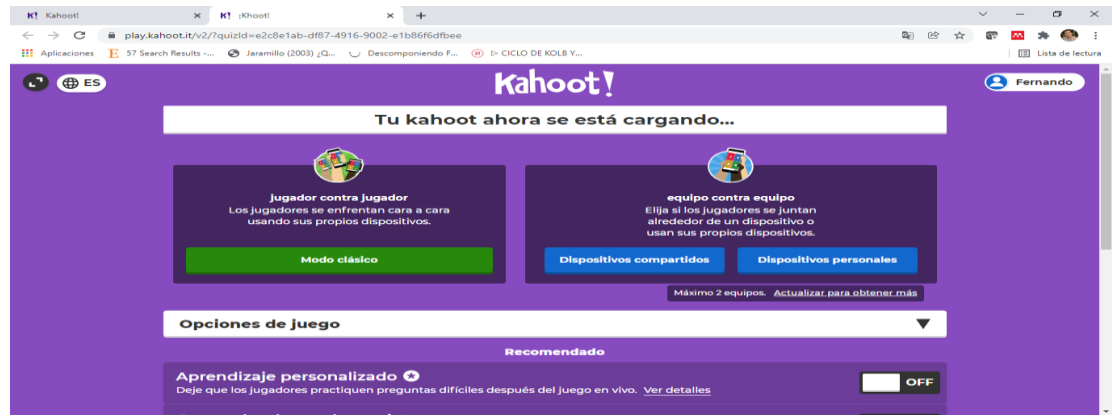 K! Kahoot!
K! ¡Khoot!
play.kahoot.it/v2/?quizId=e2c8e1ab-df87-4916-9002-e1b86f6dfbee
Aplicaciones 57 Search Results -... Jaramillo (2003) ¿Q... Descomponiendo F... ▷ CICLO DE KOLB Y... Lista de lectura
ES
Kahoot!
Fernando
Tu kahoot ahora se está cargando...
jugador contra jugador
Los jugadores se enfrentan cara a cara
usando sus propios dispositivos.
Modo clásico
equipo contra equipo
Elija si los jugadores se juntan
alrededor de un dispositivo o
usan sus propios dispositivos.
Dispositivos compartidos
Dispositivos personales
Máximo 2 equipos. Actualizar para obtener más
Opciones de juego
Recomendado
Aprendizaje personalizado
Deje que los jugadores practiquen preguntas difíciles después del juego en vivo. Ver detalles
OFF